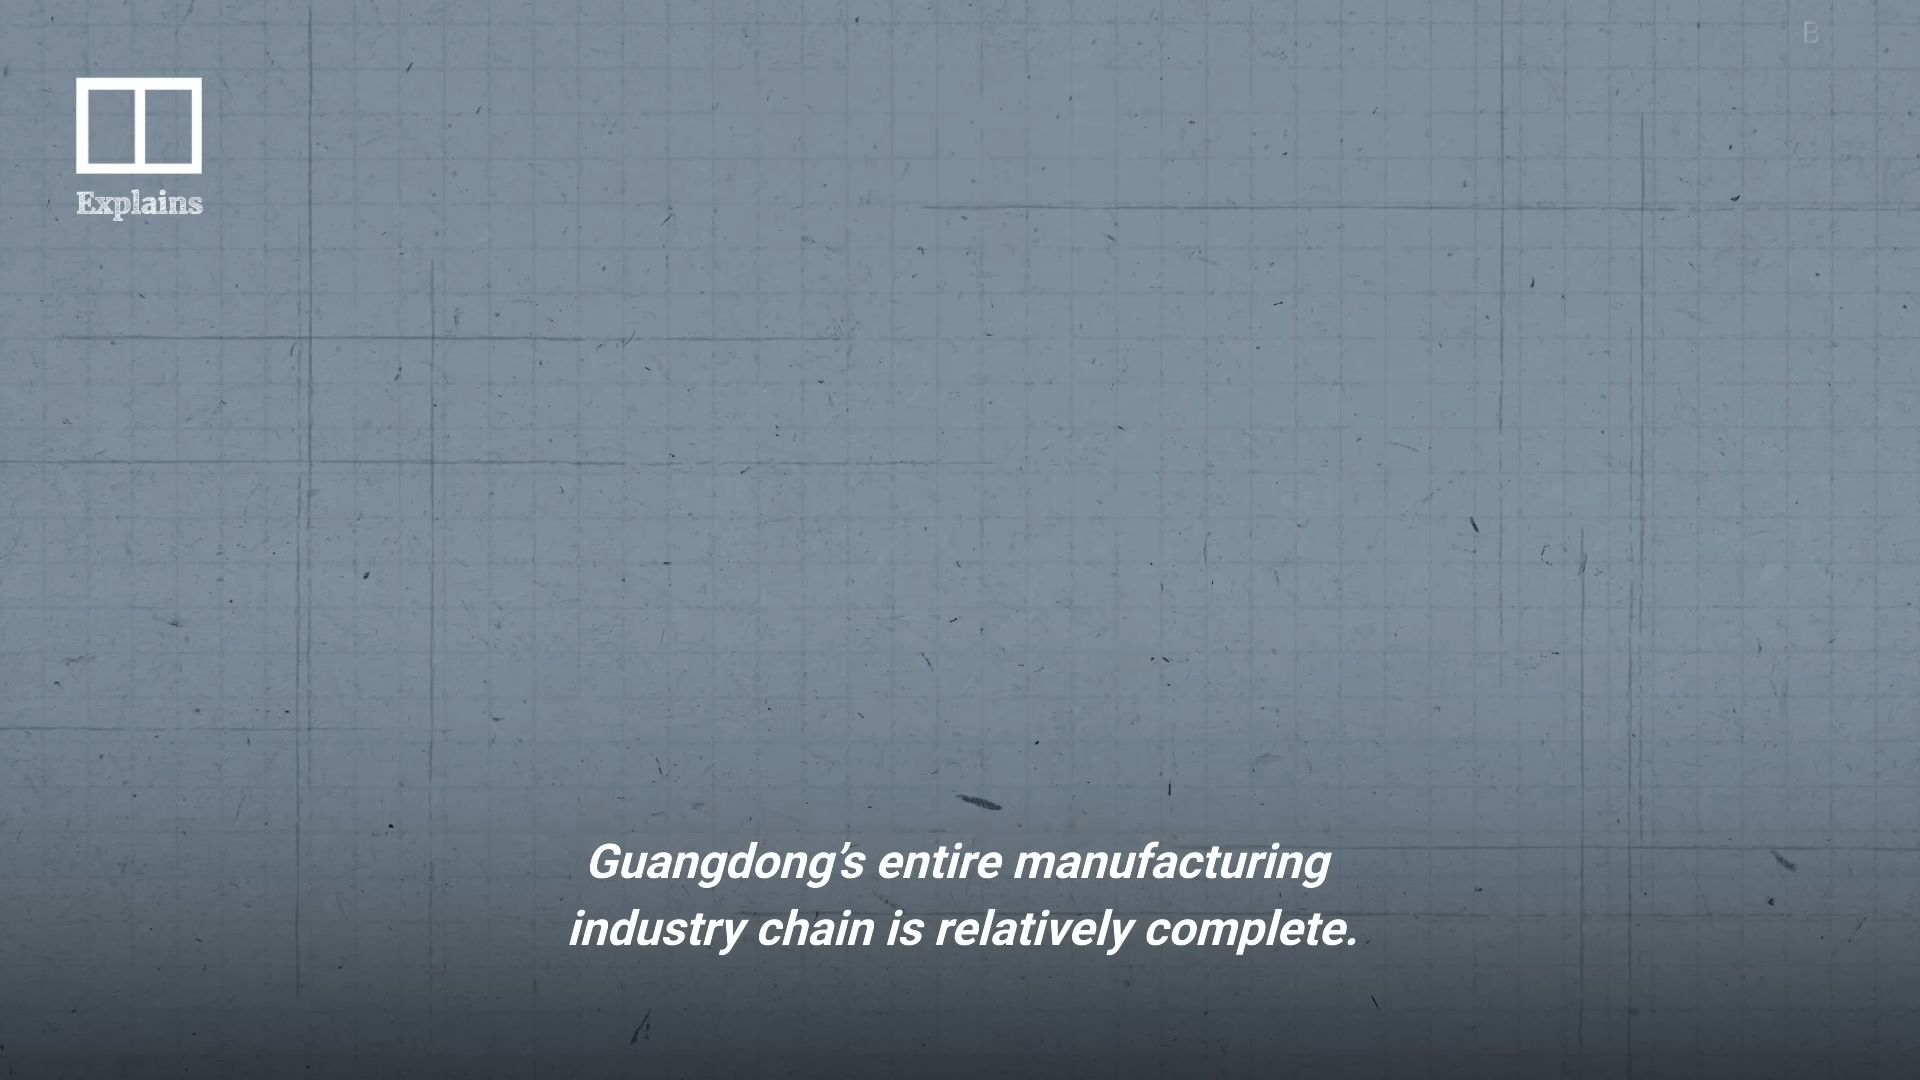 B
Explains
Guangdong’s entire manufacturing
industry chain is relatively complete.